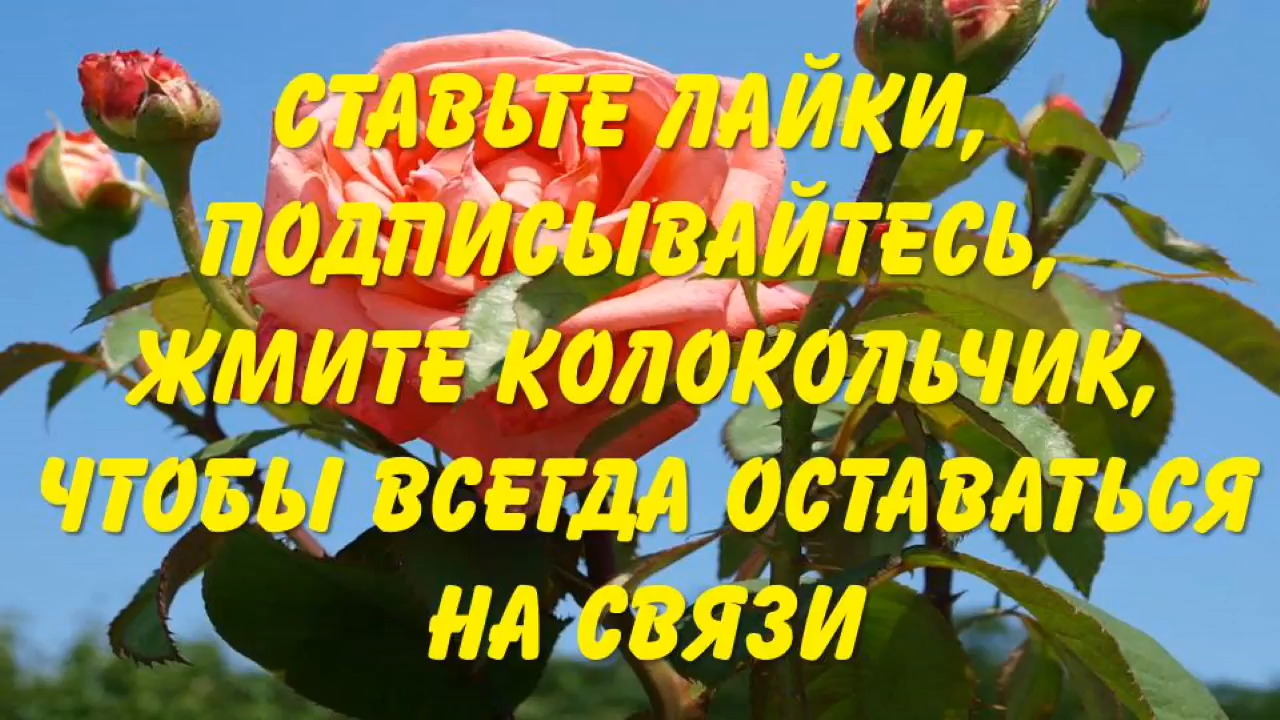 СТАВЬТЕ ЛАЙКИ,
ПОДПИСЫВАЙТЕСЬ,
ЖМИТЕ КОЛОКОЛЬЧИК,
ЧТОБЫ ВСЕГДА ОСТАВАТЬСЯ
НА СВЯЗИ